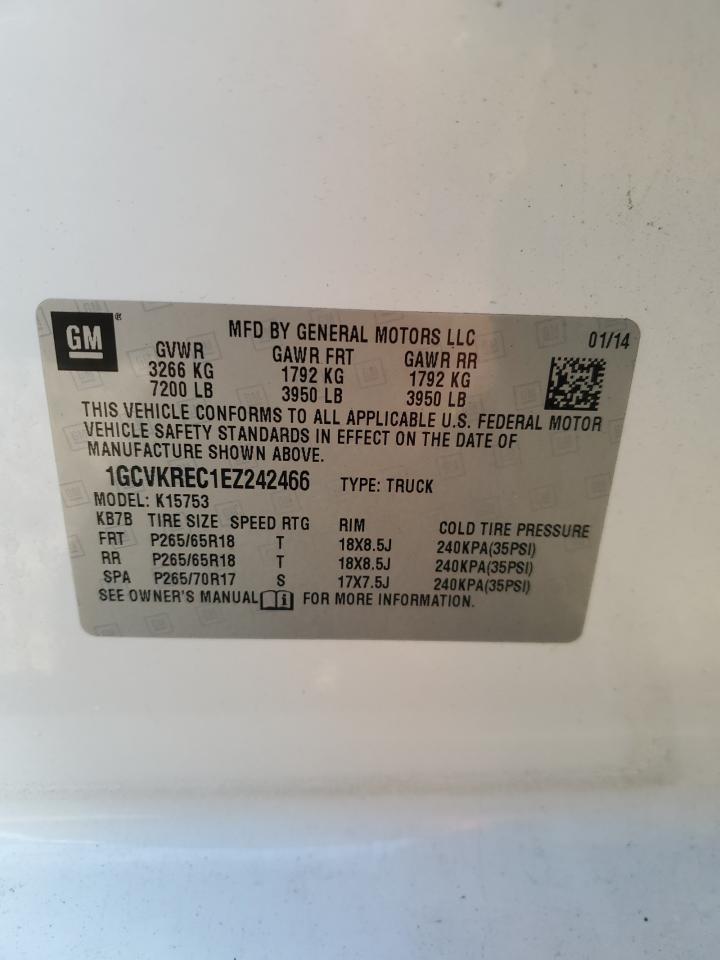 GM®
MFD BY GENERAL MOTORS LLC 01/14
GVWR GAWR FRT GAWR RR
3266 KG 1792 KG 1792 KG
7200 LB 3950 LB 3950 LB
THIS VEHICLE CONFORMS TO ALL APPLICABLE U.S. FEDERAL MOTOR
VEHICLE SAFETY STANDARDS IN EFFECT ON THE DATE OF
MANUFACTURE SHOWN ABOVE.
1GCVKREC1EZ242466 TYPE: TRUCK
MODEL: K15753
KB7B TIRE SIZE SPEED RTG RIM COLD TIRE PRESSURE
FRT P265/65R18 T 18X8.5J 240KPA(35PSI)
RR P265/65R18 T 18X8.5J 240KPA(35PSI)
SPA P265/70R17 S 17X7.5J 240KPA(35PSI)
SEE OWNER'S MANUAL i FOR MORE INFORMATION.